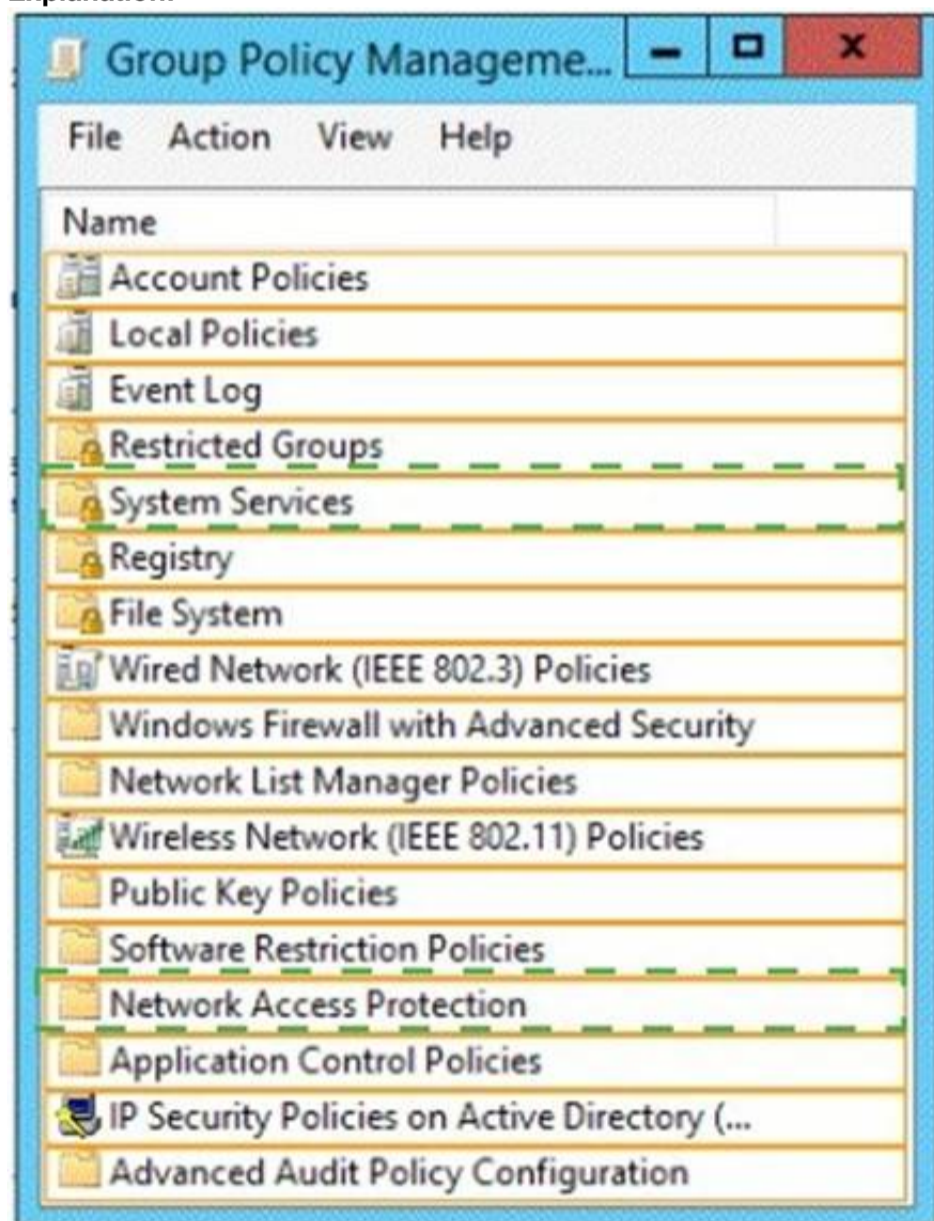 Group Policy Manageme...
File Action View Help
Name
Account Policies
Local Policies
Event Log
Restricted Groups
System Services
Registry
File System
Wired Network (IEEE 802.3) Policies
Windows Firewall with Advanced Security
Network List Manager Policies
Wireless Network (IEEE 802.11) Policies
Public Key Policies
Software Restriction Policies
Network Access Protection
Application Control Policies
IP Security Policies on Active Directory (...
Advanced Audit Policy Configuration